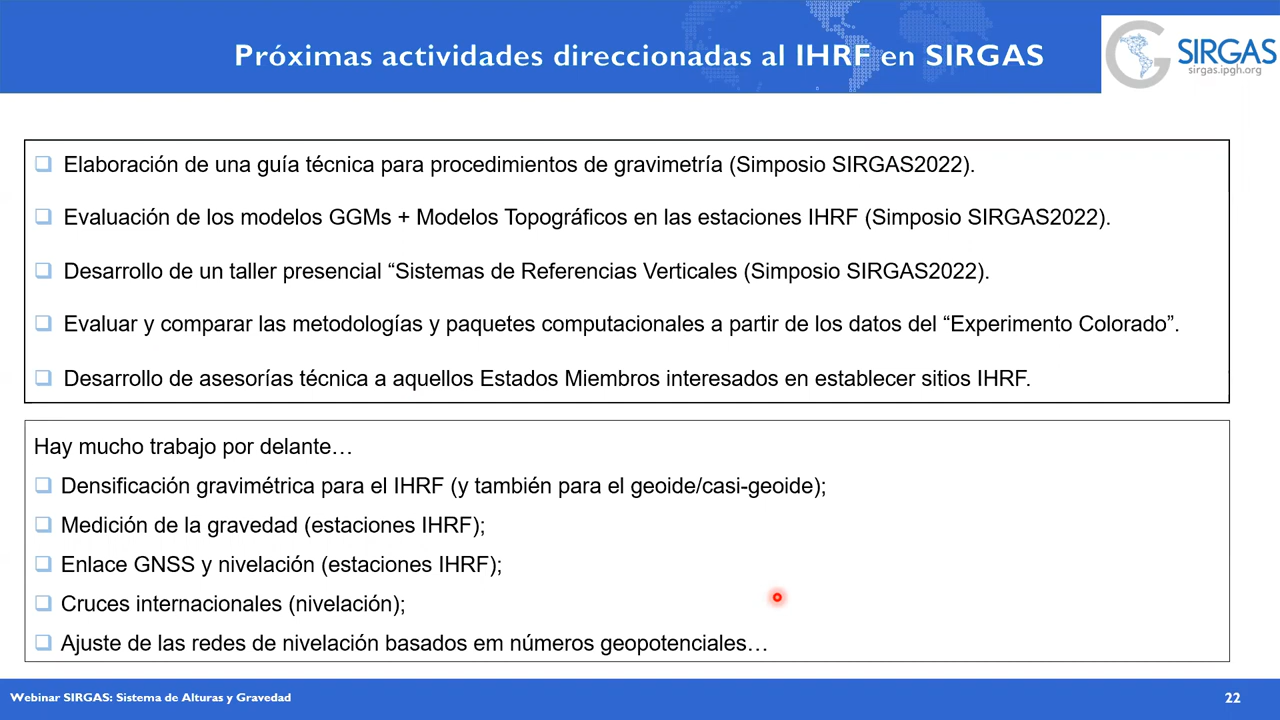 Próximas actividades direccionadas al IHRF en SIRGAS
SIRGAS
sirgas.ipgh.org
Elaboración de una guía técnica para procedimientos de gravimetría (Simposio SIRGAS2022).
Evaluación de los modelos GGMs + Modelos Topográficos en las estaciones IHRF (Simposio SIRGAS2022).
Desarrollo de un taller presencial “Sistemas de Referencias Verticales (Simposio SIRGAS2022).
Evaluar y comparar las metodologías y paquetes computacionales a partir de los datos del “Experimento Colorado”.
Desarrollo de asesorías técnica a aquellos Estados Miembros interesados en establecer sitios IHRF.
Hay mucho trabajo por delante…
Densificación gravimétrica para el IHRF (y también para el geoide/casi-geoide);
Medición de la gravedad (estaciones IHRF);
Enlace GNSS y nivelación (estaciones IHRF);
Cruces internacionales (nivelación);
Ajuste de las redes de nivelación basados em números geopotenciales…
Webinar SIRGAS: Sistema de Alturas y Gravedad
22